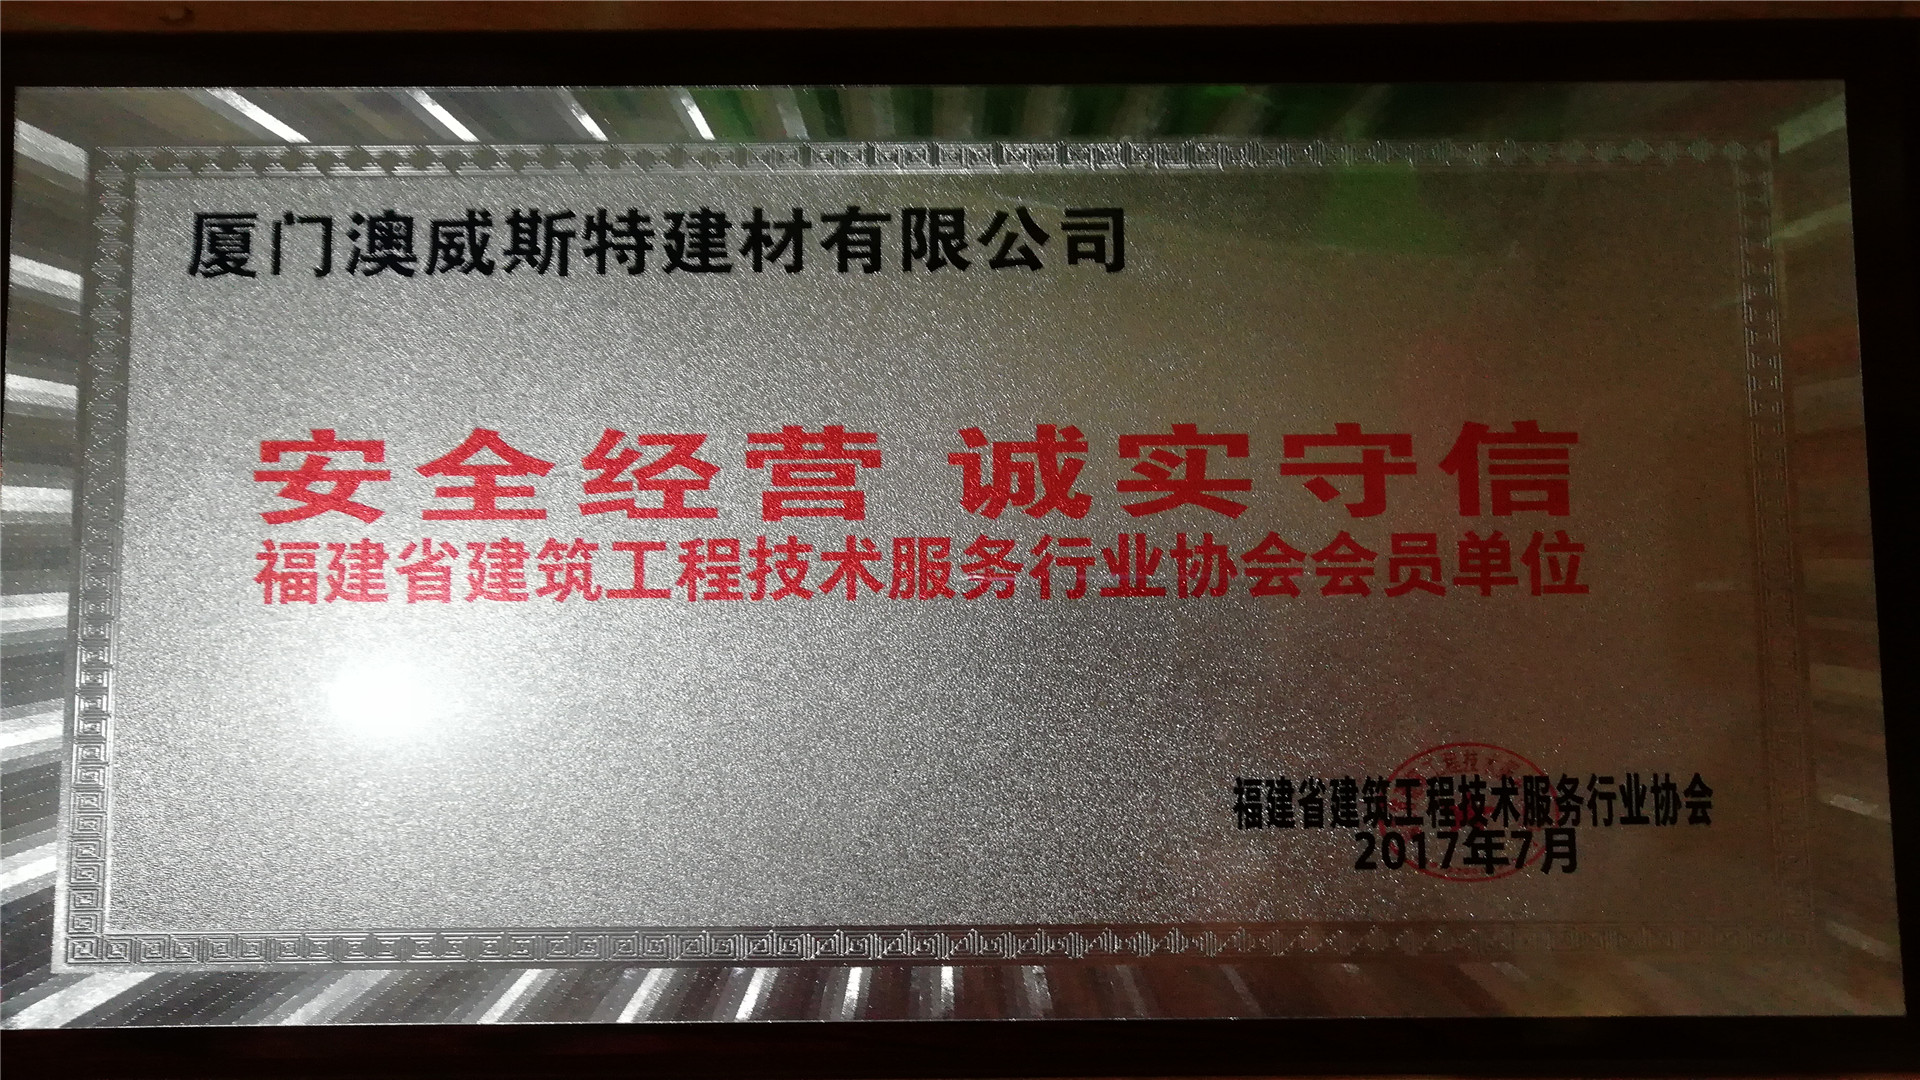 厦门澳威斯特建材有限公司
安全经营 诚实守信
福建省建筑工程技术服务行业协会会员单位
福建省建筑工程技术服务行业协会
2017年7月